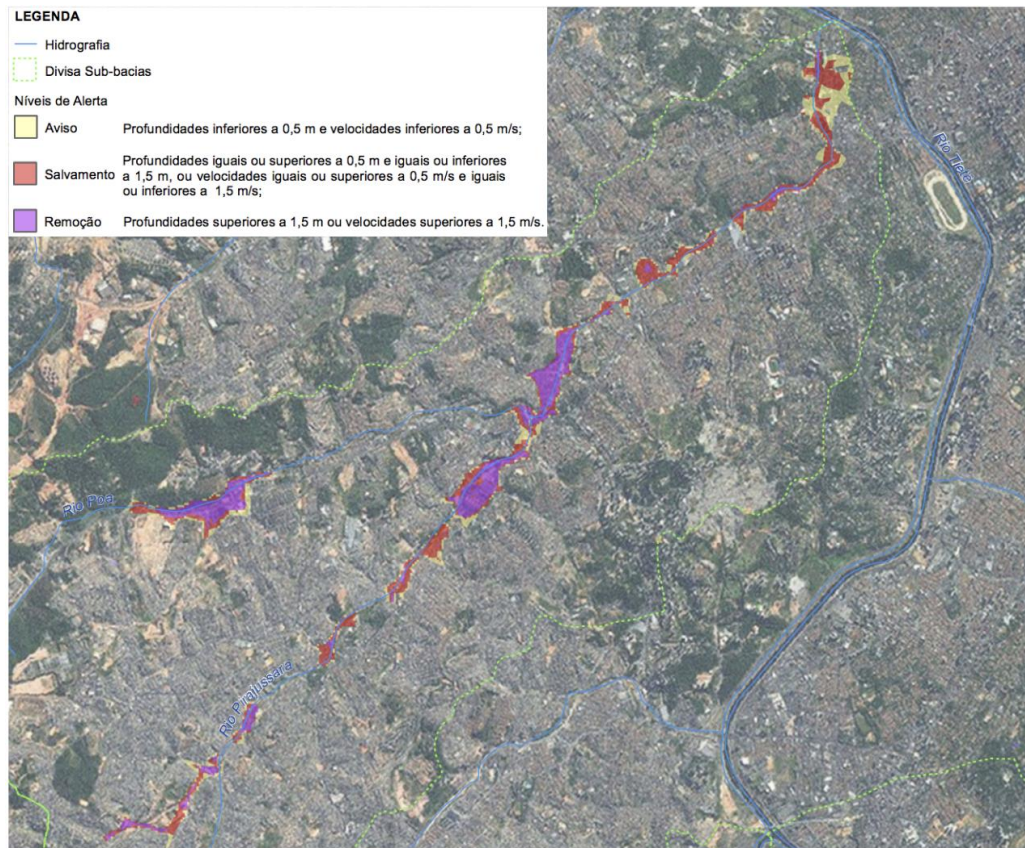 LEGENDA
Hidrografia
Divisa Sub-bacias
Níveis de Alerta
Aviso Profundidades inferiores a 0,5 m e velocidades inferiores a 0,5 m/s;
Salvamento Profundidades iguais ou superiores a 0,5 m e iguais ou inferiores
a 1,5 m, ou velocidades iguais ou superiores a 0,5 m/s e iguais
ou inferiores a 1,5 m/s;
Remoção Profundidades superiores a 1,5 m ou velocidades superiores a 1,5 m/s.
Rio Tiete
Rio Poa
Rio Pirajussara